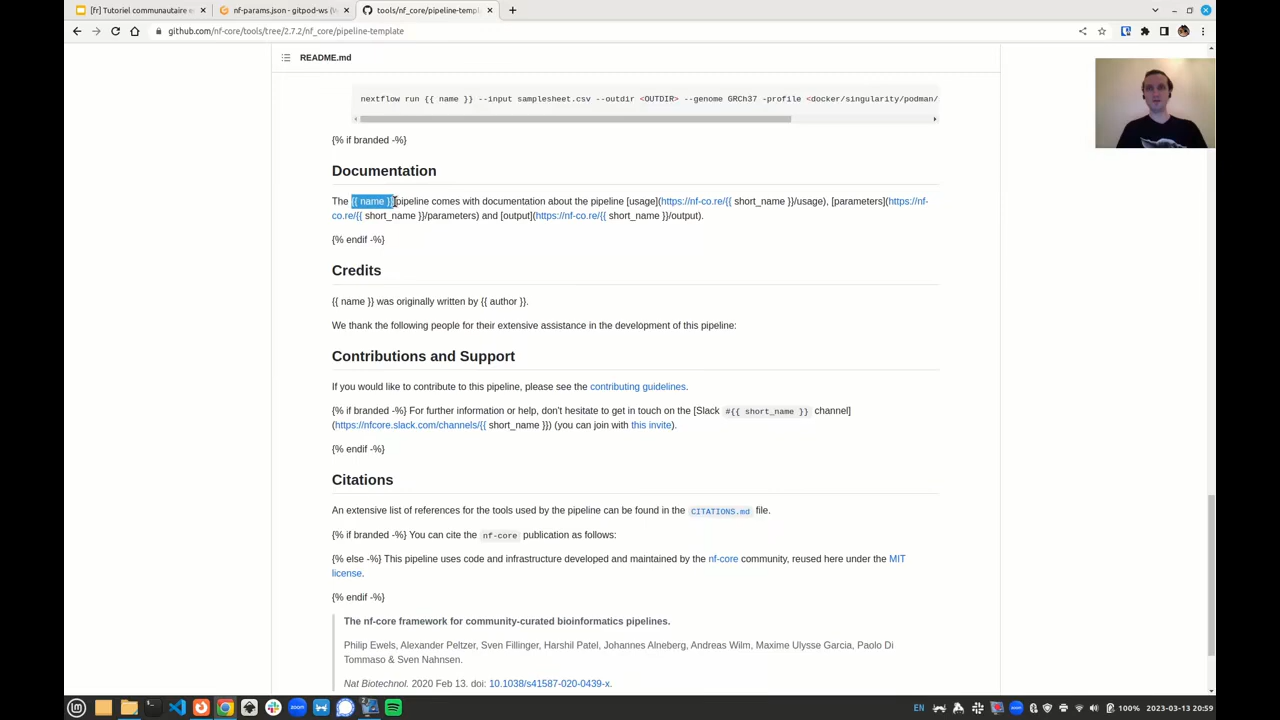 [fr] Tutoriel communautaire e
nf-params.json - gitpod-ws (W
tools/nf_core/pipeline-templ
github.com/nf-core/tools/tree/2.7.2/nf_core/pipeline-template
README.md
nextflow run {{ name }} --input samplesheet.csv --outdir <OUTDIR> --genome GRCh37 -profile <docker/singularity/podman/
{% if branded -%}
Documentation
The {{ name }} pipeline comes with documentation about the pipeline [usage](https://nf-co.re/{{ short_name }}/usage), [parameters](https://nf-
co.re/{{ short_name }}/parameters) and [output](https://nf-co.re/{{ short_name }}/output).
{% endif -%}
Credits
{{ name }} was originally written by {{ author }}.
We thank the following people for their extensive assistance in the development of this pipeline:
Contributions and Support
If you would like to contribute to this pipeline, please see the contributing guidelines.
{% if branded -%} For further information or help, don't hesitate to get in touch on the [Slack #{{ short_name }} channel]
(https://nfcore.slack.com/channels/{{ short_name }}) (you can join with this invite).
{% endif -%}
Citations
An extensive list of references for the tools used by the pipeline can be found in the CITATIONS.md file.
{% if branded -%} You can cite the nf-core publication as follows:
{% else -%} This pipeline uses code and infrastructure developed and maintained by the nf-core community, reused here under the MIT
license.
{% endif -%}
The nf-core framework for community-curated bioinformatics pipelines.
Philip Ewels, Alexander Peltzer, Sven Fillinger, Harshil Patel, Johannes Alneberg, Andreas Wilm, Maxime Ulysse Garcia, Paolo Di
Tommaso & Sven Nahnsen.
Nat Biotechnol. 2020 Feb 13. doi: 10.1038/s41587-020-0439-x.
EN
100% 2023-03-13 20:59